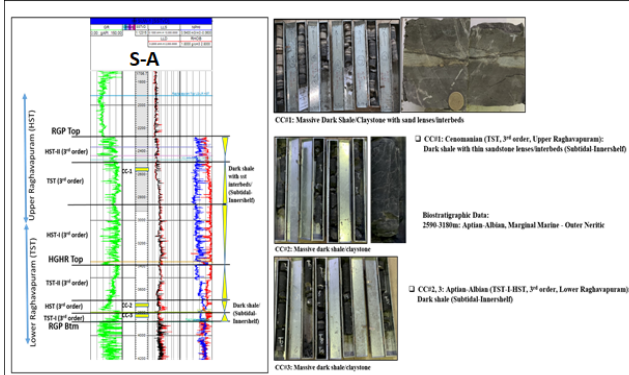 S-A
RGP Top
HST-II (3rd order)
TST (3rd order)
HST-I (3rd order)
HGHR Top
TST-II (3rd order)
HST (3rd order)
TST-I (3rd order)
RGP Btm
Upper Raghavapuram (HST)
Lower Raghavapuram (TST)
CC-1
CC-2
CC-3
Dark shale
with sst
interbeds/
(Subtidal-
Innershelf)
Dark shale/
(Subtidal-
Innershelf)
CC#1: Massive Dark Shale/Claystone with sand lenses/interbeds
CC#2: Massive dark shale/claystone
CC#3: Massive dark shale/claystone
CC#1: Cenomanian (TST, 3rd order, Upper Raghavapuram):
Dark shale with thin sandstone lenses/interbeds (Subtidal-Innershelf)
Biostratigraphic Data:
2590-3180m: Aptian-Albian, Marginal Marine - Outer Neritic
CC#2, 3: Aptian-Albian (TST-I-HST, 3rd order, Lower Raghavapuram)
Dark shale (Subtidal-Innershelf)